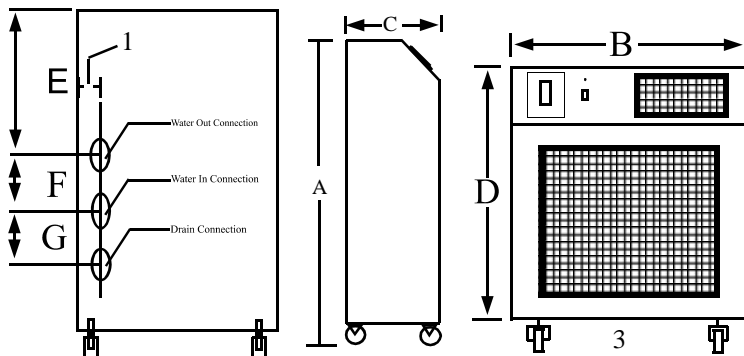 1
E
Water Out Connection
F
Water In Connection
G
Drain Connection
C
A
B
D
3